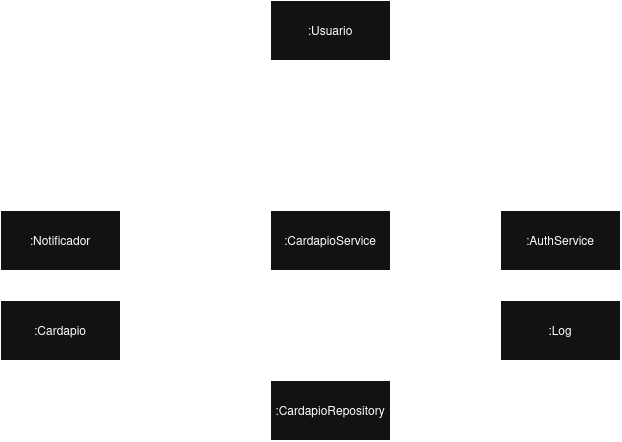 :Usuario
:Notificador
:CardapioService
:AuthService
:Cardapio
:Log
:CardapioRepository